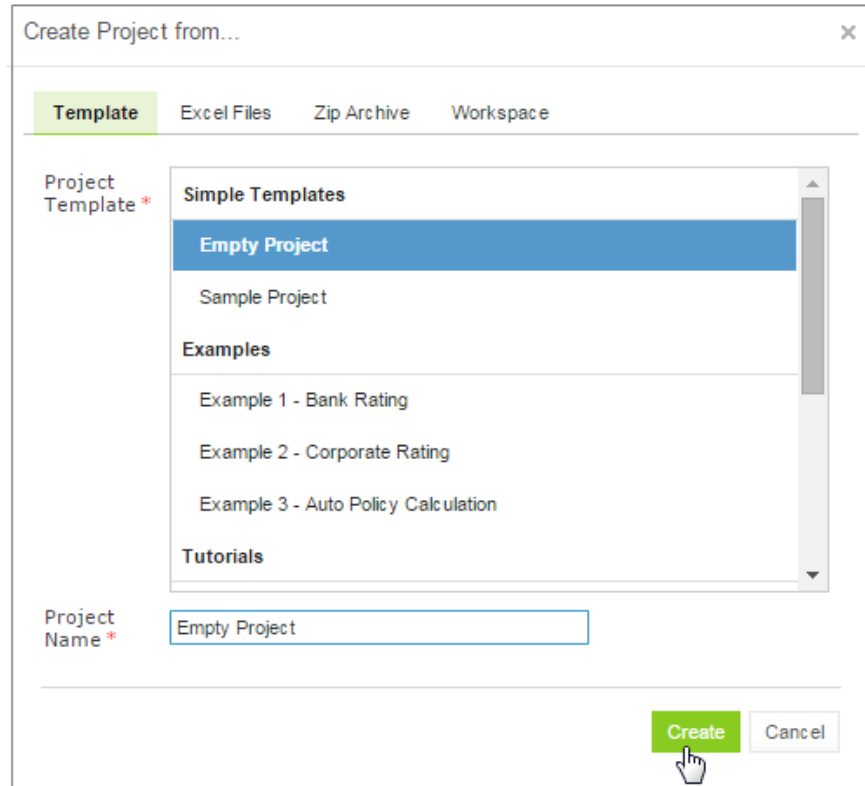 Create Project from...
×
Template Excel Files Zip Archive Workspace
Project
Template *
Simple Templates
Empty Project
Sample Project
Examples
Example 1 - Bank Rating
Example 2 - Corporate Rating
Example 3 - Auto Policy Calculation
Tutorials
Project
Name *
Empty Project
Create Cancel